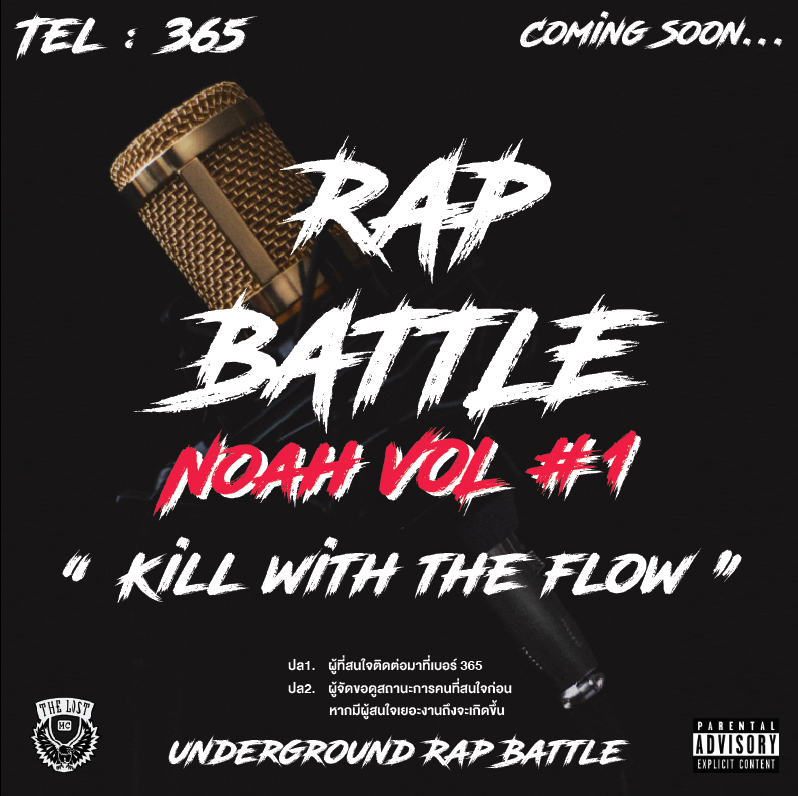 TEL : 365
COMING SOON...
RAP
BATTLE
NOAH VOL #1
“ KILL WITH THE FLOW ”
ปล1. ผู้ที่สนใจติดต่อมาที่เบอร์ 365
ปล2. ผู้จัดขอดูสถานะการคนที่สนใจก่อน
หากมีผู้สนใจเยอะงานถึงจะเกิดขึ้น
THE LOST
MC
UNDERGROUND RAP BATTLE
PARENTAL
ADVISORY
EXPLICIT CONTENT